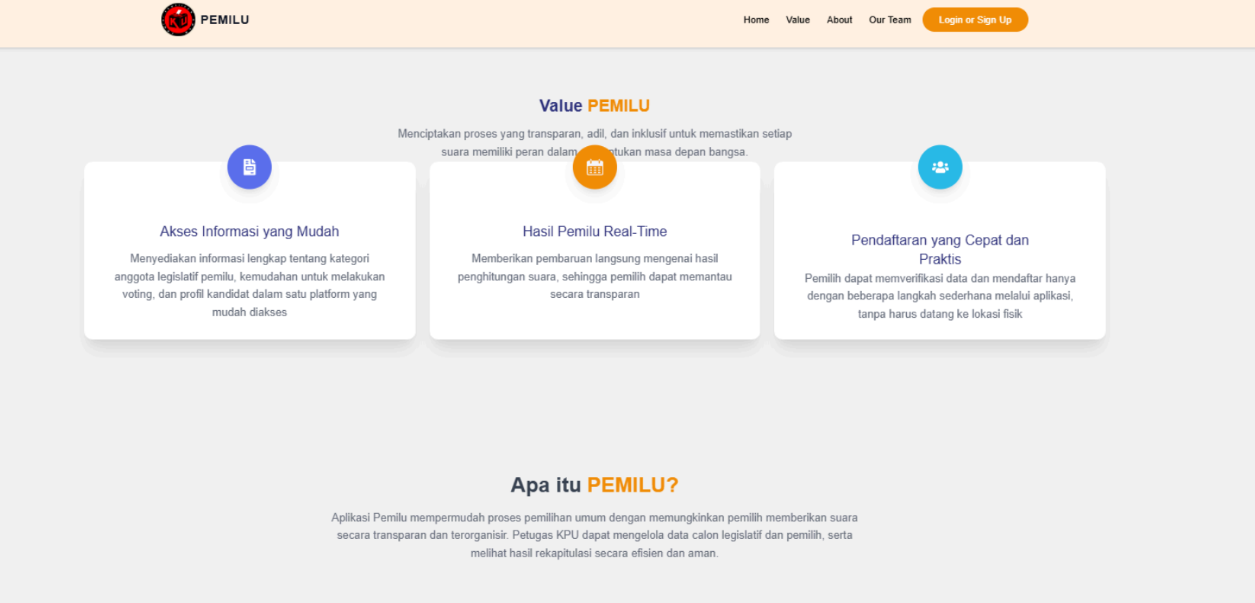 PEMILU
Home Value About Our Team Login or Sign Up
Value PEMILU
Menciptakan proses yang transparan, adil, dan inklusif untuk memastikan setiap
suara memiliki peran dalam tukan masa depan bangsa.
Akses Informasi yang Mudah
Menyediakan informasi lengkap tentang kategori
anggota legislatif pemilu, kemudahan untuk melakukan
voting, dan profil kandidat dalam satu platform yang
mudah diakses
Hasil Pemilu Real-Time
Memberikan pembaruan langsung mengenai hasil
penghitungan suara, sehingga pemilih dapat memantau
secara transparan
Pendaftaran yang Cepat dan
Praktis
Pemilih dapat memverifikasi data dan mendaftar hanya
dengan beberapa langkah sederhana melalui aplikasi,
tanpa harus datang ke lokasi fisik
Apa itu PEMILU?
Aplikasi Pemilu mempermudah proses pemilihan umum dengan memungkinkan pemilih memberikan suara
secara transparan dan terorganisir. Petugas KPU dapat mengelola data calon legislatif dan pemilih, serta
melihat hasil rekapitulasi secara efisien dan aman.